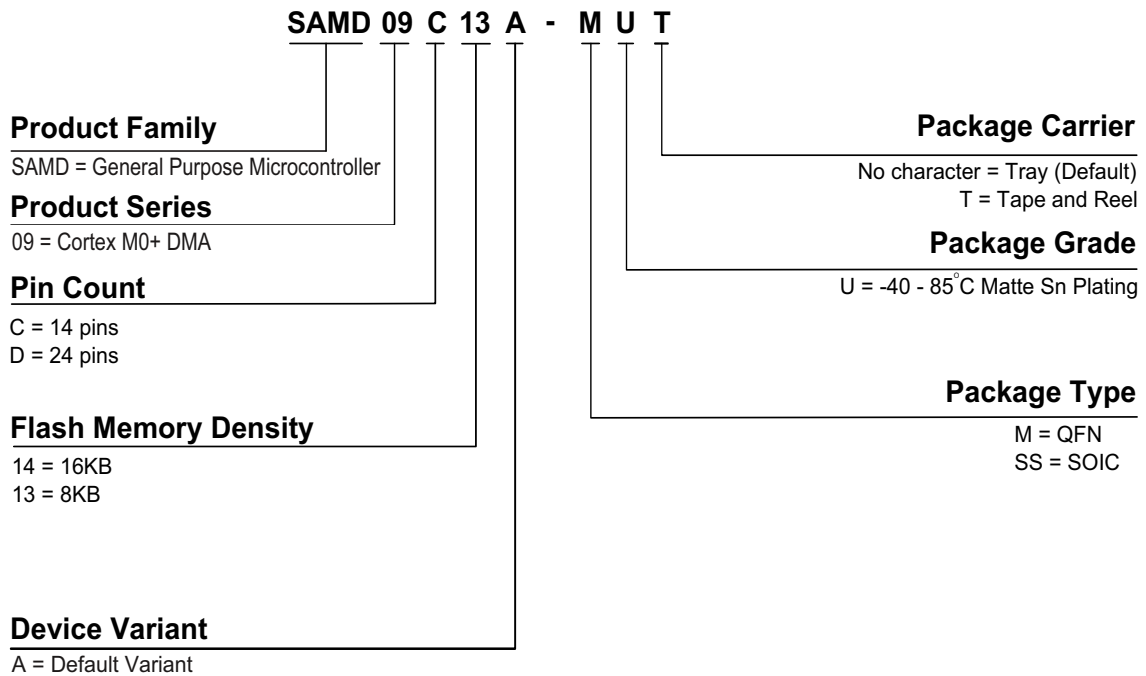 SAMD 09 C 13 A - M U T
Product Family
SAMD = General Purpose Microcontroller
Product Series
09 = Cortex M0+ DMA
Pin Count
C = 14 pins
D = 24 pins
Flash Memory Density
14 = 16KB
13 = 8KB
Device Variant
A = Default Variant
Package Carrier
No character = Tray (Default)
T = Tape and Reel
Package Grade
U = -40 - 85°C Matte Sn Plating
Package Type
M = QFN
SS = SOIC